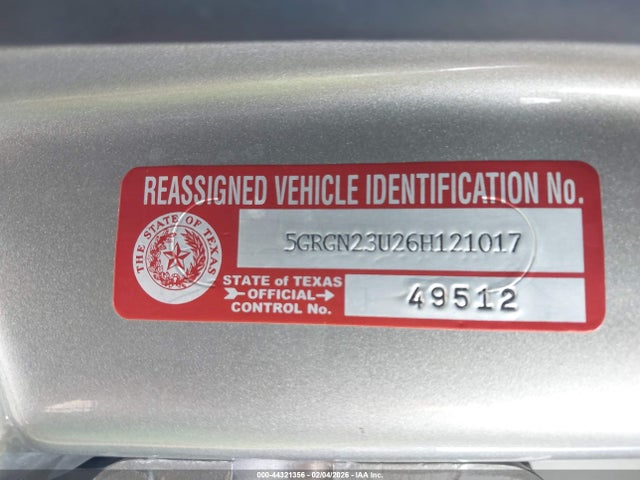 REASSIGNED VEHICLE IDENTIFICATION No.
THE STATE OF TEXAS
5GRGN23U26H121017
STATE of TEXAS
OFFICIAL
CONTROL No.
49512
000-44321356 - 02/04/2026 - IAA Inc.